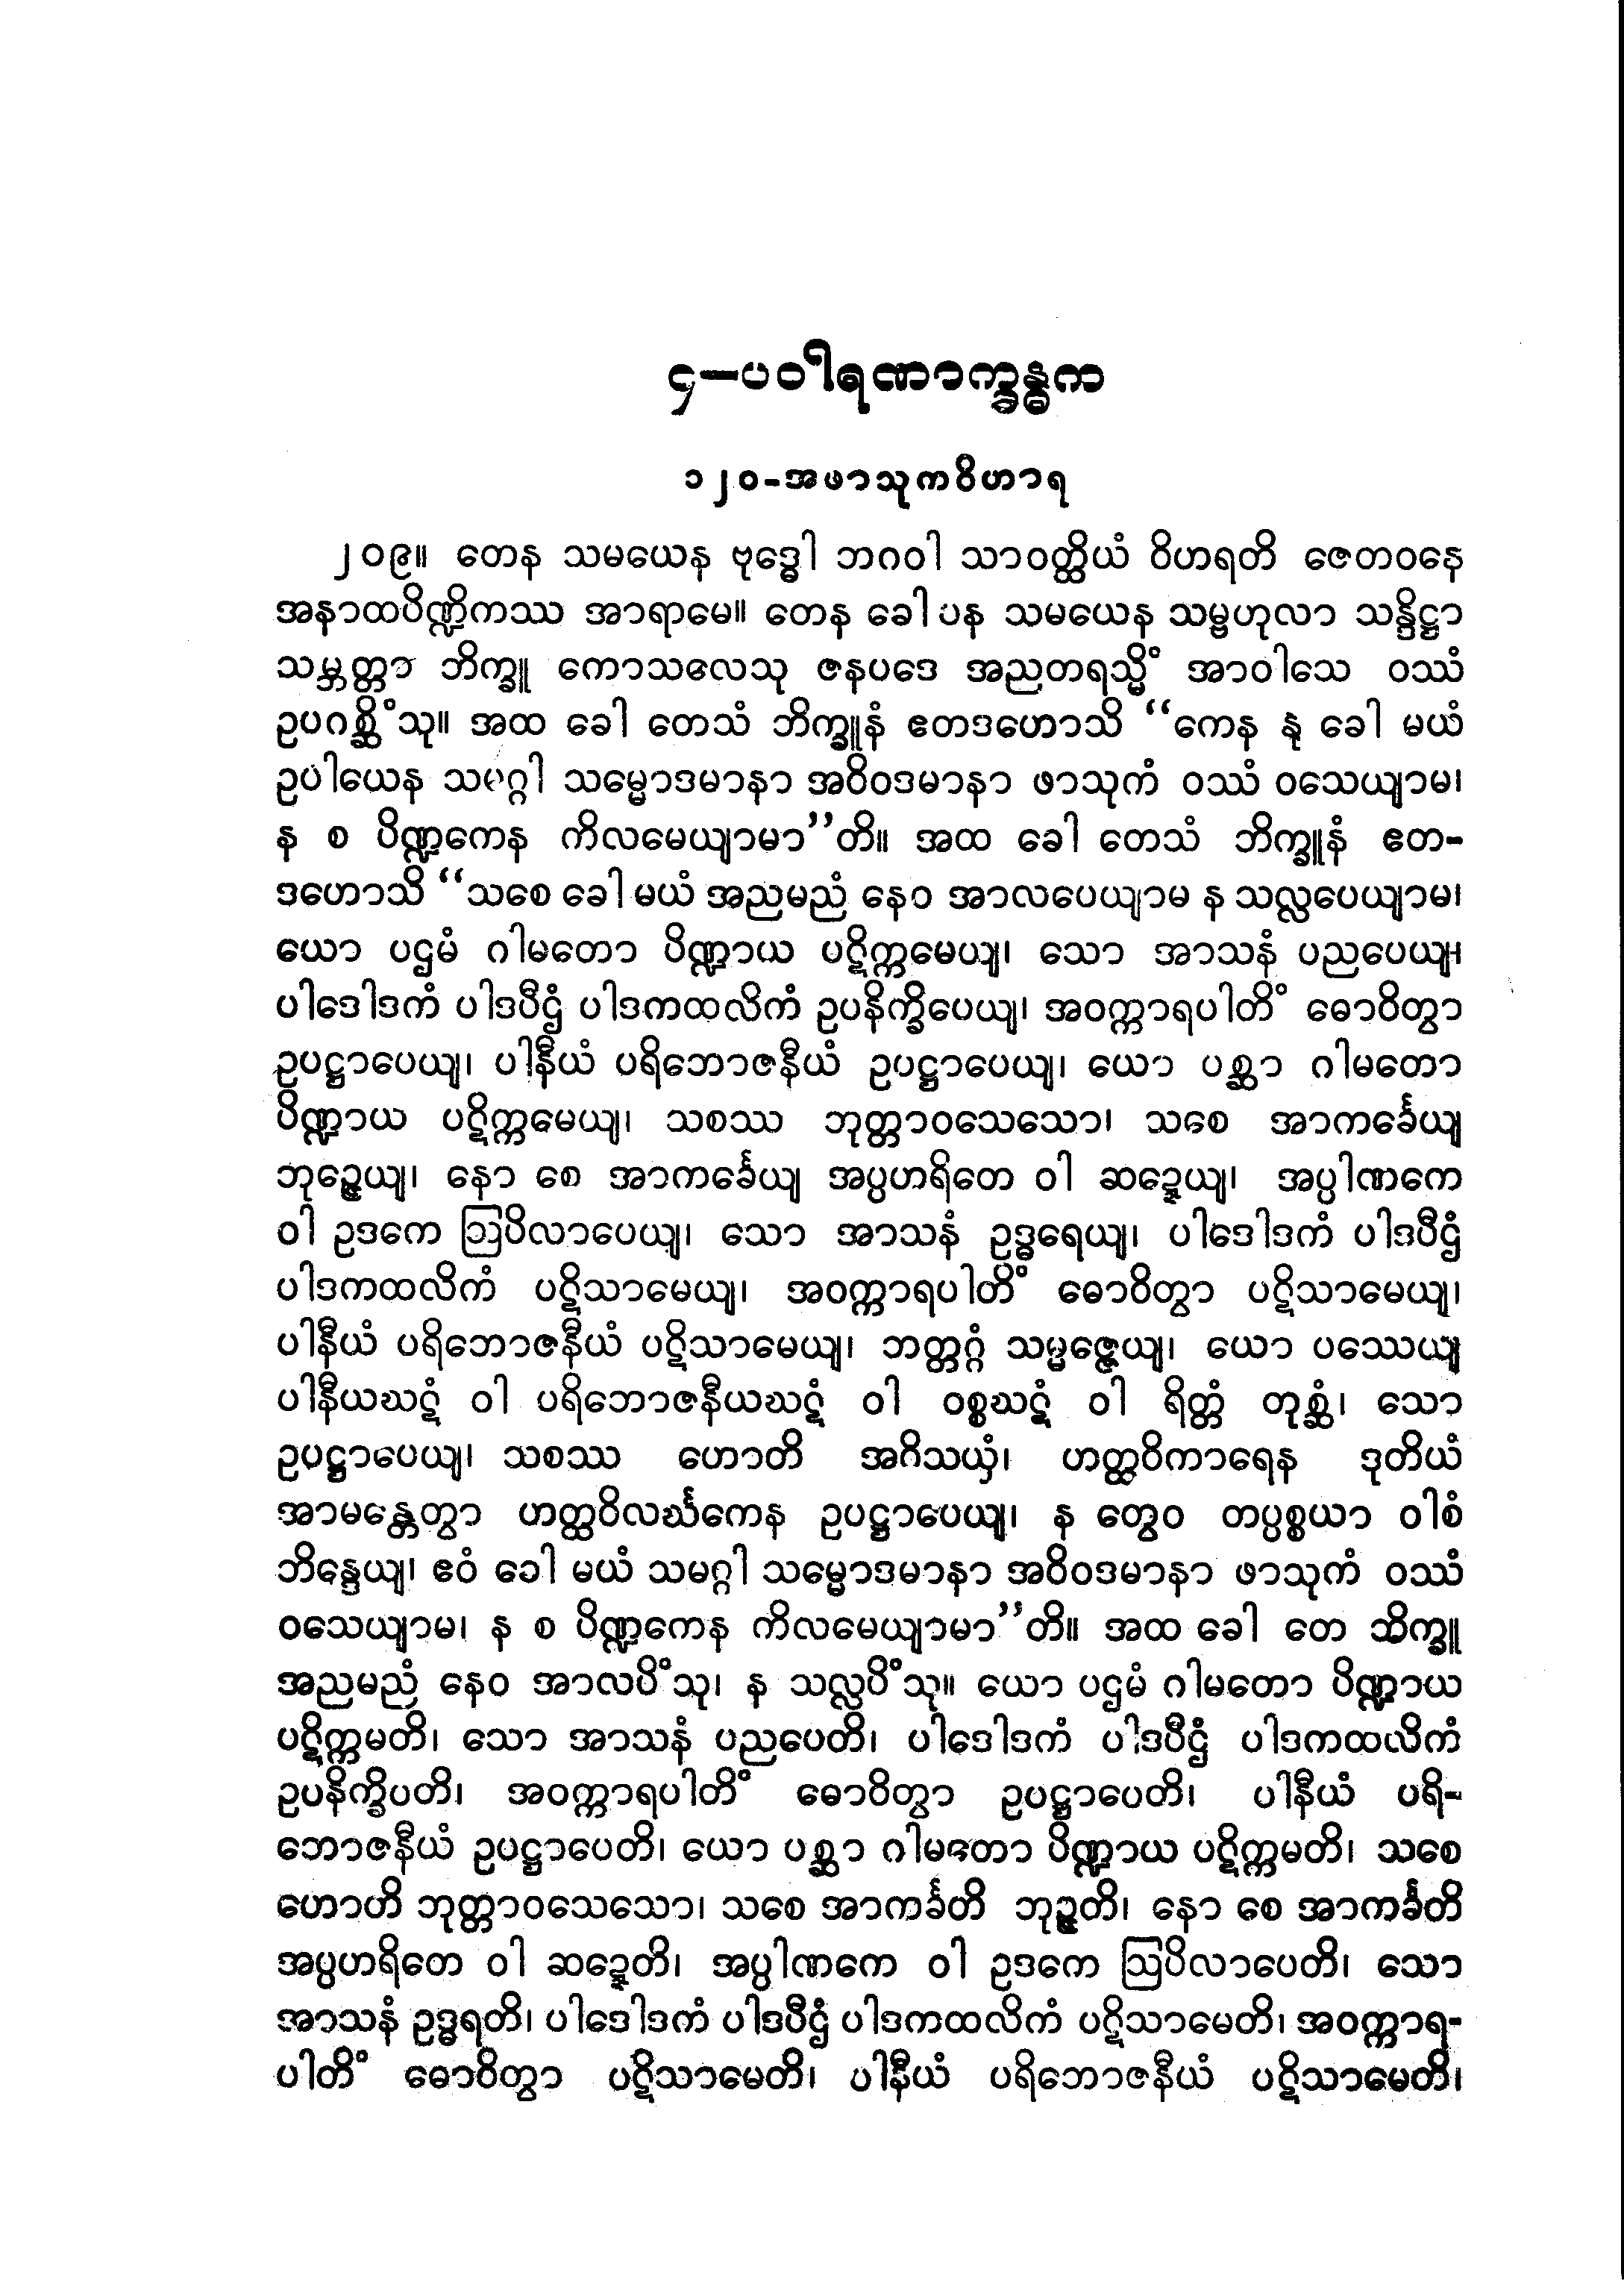 ၄—ပဝါရဏာက္ခန္ဓက
၁၂၀-အဖာသုကဝိဟာရ
၂၀၉။ တေန သမယေန ဗုဒ္ဓေါ ဘဂဝါ သာဝတ္ထိယံ ဝိဟရတိ ဇေတဝနေ
အနာထပိဏ္ဍိကဿ အာရာမေ။ တေန ခေါ ပန သမယေန သမ္ဗဟုလာ သန္ဒိဋ္ဌာ
သမ္ဘတ္တာ ဘိက္ခူ ကောသလေသု ဇနပဒေ အညတရသ္မိံ အာဝါသေ ဝဿံ
ဥပဂစ္ဆိံသု။ အထ ခေါ တေသံ ဘိက္ခူနံ ဧတဒဟောသိ “ကေန နု ခေါ မယံ
ဥပါယေန သမဂ္ဂါ သမ္မောဒမာနာ အဝိဝဒမာနာ ဖာသုကံ ဝဿံ ဝသေယျာမ၊
န စ ပိဏ္ဍကေန ကိလမေယျာမာ”တိ။ အထ ခေါ တေသံ ဘိက္ခူနံ ဧတ-
ဒဟောသိ “သစေ ခေါ မယံ အညမညံ နေဝ အာလပေယျာမ န သလ္လပေယျာမ၊
ယော ပဌမံ ဂါမတော ပိဏ္ဍာယ ပဋိက္ကမေယျ၊ သော အာသနံ ပညပေယျ၊
ပါဒေါဒကံ ပါဒပီဌံ ပါဒကထလိကံ ဥပနိက္ခိပေယျ၊ အဝက္ကာရပါတိံ ဓောဝိတွာ
ဥပဋ္ဌာပေယျ၊ ပါနီယံ ပရိဘောဇနီယံ ဥပဋ္ဌာပေယျ၊ ယော ပစ္ဆာ ဂါမတော
ပိဏ္ဍာယ ပဋိက္ကမေယျ၊ သစဿ ဘုတ္တာဝသေသော၊ သစေ အာကင်္ခေယျ
ဘုဉ္ဇေယျ၊ နော စေ အာကင်္ခေယျ အပ္ပဟရိတေ ဝါ ဆဍ္ဍေယျ၊ အပ္ပါဏကေ
ဝါ ဥဒကေ ဩပိလာပေယျ၊ သော အာသနံ ဥဒ္ဓရေယျ၊ ပါဒေါဒကံ ပါဒပီဌံ
ပါဒကထလိကံ ပဋိသာမေယျ၊ အဝက္ကာရပါတိံ ဓောဝိတွာ ပဋိသာမေယျ၊
ပါနီယံ ပရိဘောဇနီယံ ပဋိသာမေယျ၊ ဘတ္တဂ္ဂံ သမ္မဇ္ဇေယျ၊ ယော ပဿေယျ
ပါနီယဃဋံ ဝါ ပရိဘောဇနီယဃဋံ ဝါ ဝစ္စဃဋံ ဝါ ရိတ္တံ တုစ္ဆံ၊ သော
ဥပဋ္ဌာပေယျ၊ သစဿ ဟောတိ အဝိသယှံ၊ ဟတ္ထဝိကာရေန ဒုတိယံ
အာမန္တေတွာ ဟတ္ထဝိလင်္ဃကေန ဥပဋ္ဌာပေယျ၊ န တွေဝ တပ္ပစ္စယာ ဝါစံ
ဘိန္ဒေယျ၊ ဧဝံ ခေါ မယံ သမဂ္ဂါ သမ္မောဒမာနာ အဝိဝဒမာနာ ဖာသုကံ ဝဿံ
ဝသေယျာမ၊ န စ ပိဏ္ဍကေန ကိလမေယျာမာ”တိ။ အထ ခေါ တေ ဘိက္ခူ
အညမညံ နေဝ အာလပိံသု၊ န သလ္လပိံသု။ ယော ပဌမံ ဂါမတော ပိဏ္ဍာယ
ပဋိက္ကမတိ၊ သော အာသနံ ပညပေတိ၊ ပါဒေါဒကံ ပါဒပီဌံ ပါဒကထလိကံ
ဥပနိက္ခိပတိ၊ အဝက္ကာရပါတိံ ဓောဝိတွာ ဥပဋ္ဌာပေတိ၊ ပါနီယံ ပရိ-
ဘောဇနီယံ ဥပဋ္ဌာပေတိ၊ ယော ပစ္ဆာ ဂါမတော ပိဏ္ဍာယ ပဋိက္ကမတိ၊ သစေ
ဟောတိ ဘုတ္တာဝသေသော၊ သစေ အာကင်္ခတိ ဘုဉ္ဇတိ၊ နော စေ အာကင်္ခတိ
အပ္ပဟရိတေ ဝါ ဆဍ္ဍေတိ၊ အပ္ပါဏကေ ဝါ ဥဒကေ ဩပိလာပေတိ၊ သော
အာသနံ ဥဒ္ဓရတိ၊ ပါဒေါဒကံ ပါဒပီဌံ ပါဒကထလိကံ ပဋိသာမေတိ၊ အဝက္ကာရ-
ပါတိံ ဓောဝိတွာ ပဋိသာမေတိ၊ ပါနီယံ ပရိဘောဇနီယံ ပဋိသာမေတိ၊